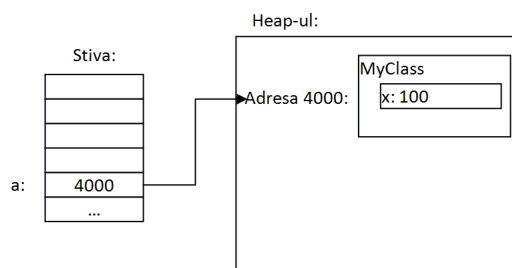 Heap-ul:
Stiva:
MyClass
Adresa 4000:
x: 100
a:
4000
...